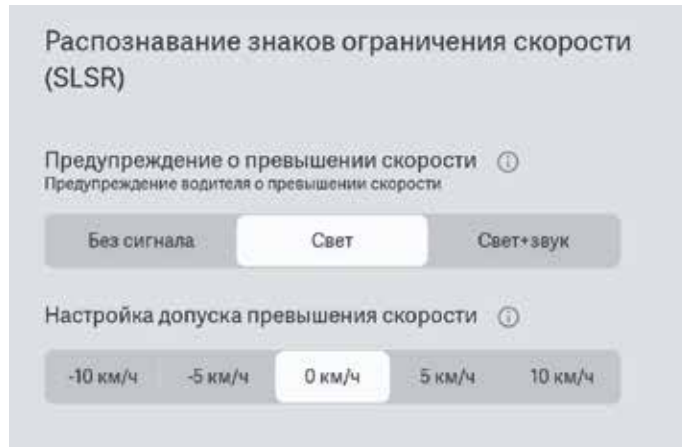 Распознавание знаков ограничения скорости
(SLSR)
Предупреждение о превышении скорости
Предупреждение водителя о превышении скорости
Без сигнала Свет Свет+звук
Настройка допуска превышения скорости
-10 км/ч -5 км/ч 0 км/ч 5 км/ч 10 км/ч